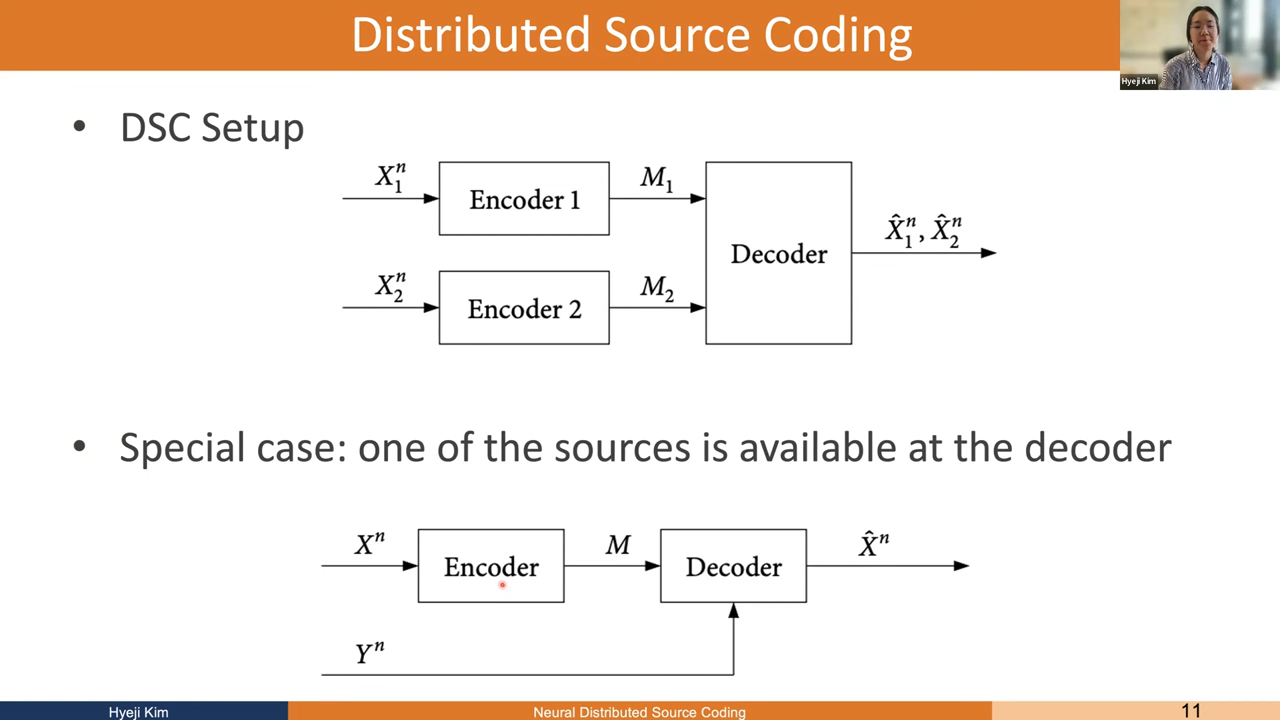 Distributed Source Coding
Hyeji Kim
• DSC Setup
X₁ⁿ
Encoder 1
M₁
X₂ⁿ
Encoder 2
M₂
Decoder
X̂₁ⁿ, X̂₂ⁿ
• Special case: one of the sources is available at the decoder
Xⁿ
Encoder
M
Decoder
X̂ⁿ
Yⁿ
Hyeji Kim
Neural Distributed Source Coding
11